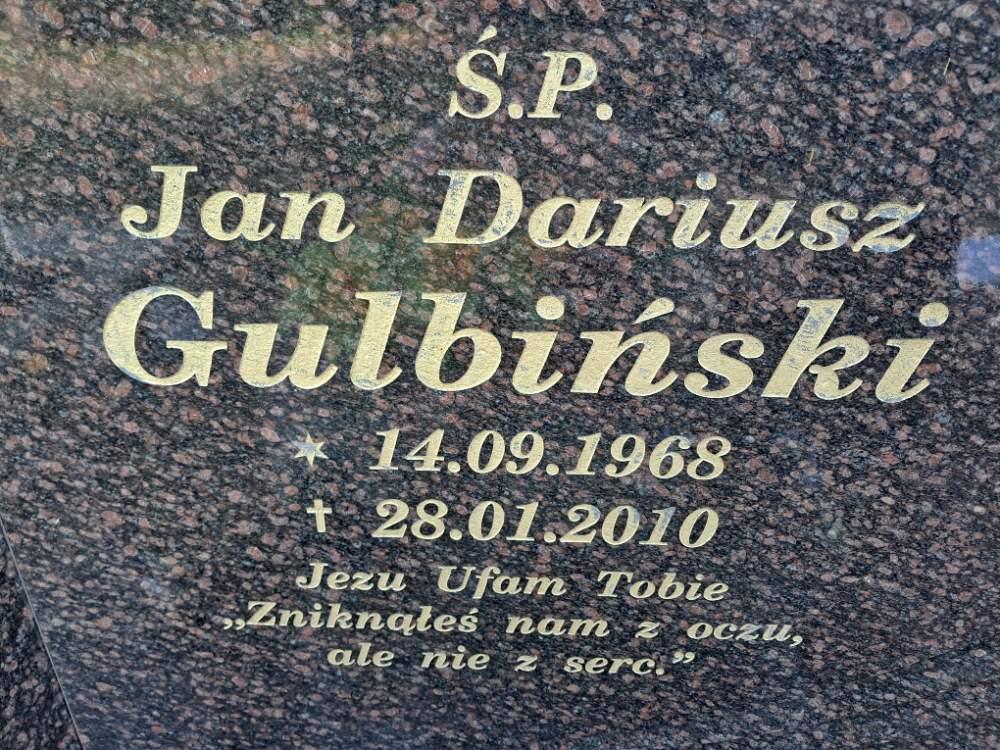 Ś.P.
Jan Dariusz
Gulbiński
* 14.09.1968
✝ 28.01.2010
Jezu Ufam Tobie
„Zniknąłeś nam z oczu,
ale nie z serc.”